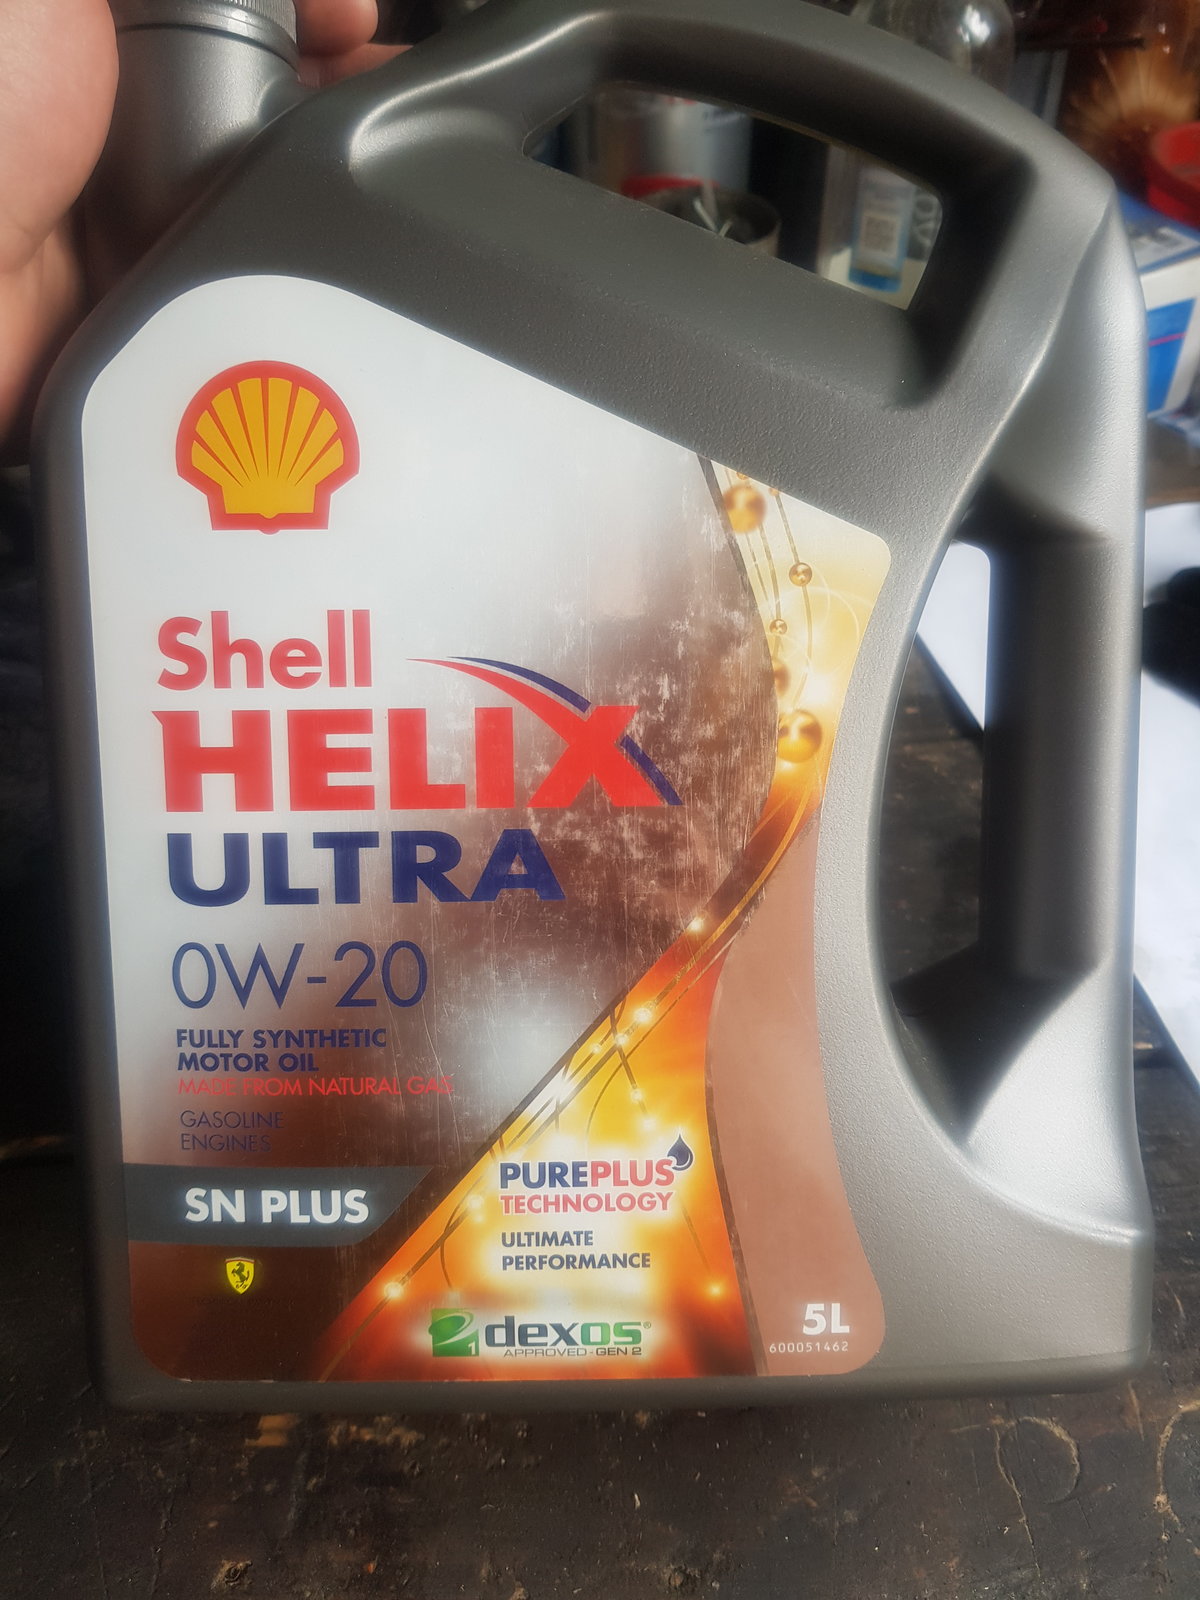 Shell
HELIX
ULTRA
0W-20
FULLY SYNTHETIC
MOTOR OIL
MADE FROM NATURAL GAS
GASOLINE
ENGINES
SN PLUS
PUREPLUS
TECHNOLOGY
ULTIMATE
PERFORMANCE
1 dexos®
APPROVED-GEN 2
5L
600051462